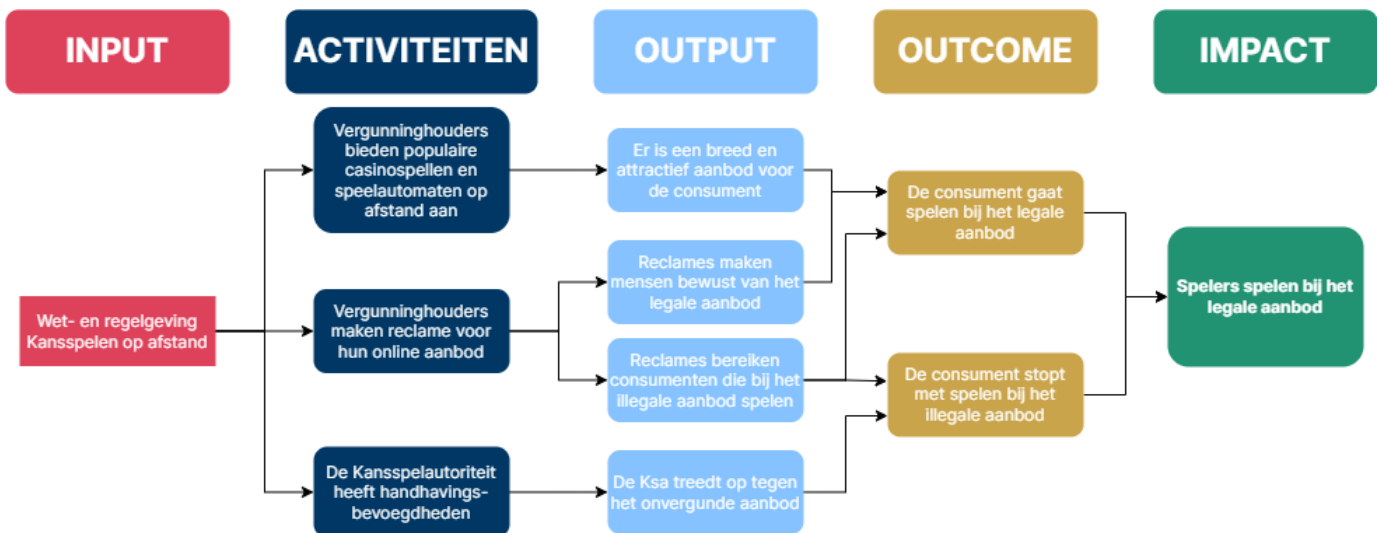 INPUT
ACTIVITEITEN
OUTPUT
OUTCOME
IMPACT
Wet- en regelgeving
Kansspelen op afstand
Vergunninghouders
bieden populaire
casinospellen en
speelautomaten op
afstand aan
Vergunninghouders
maken reclame voor
hun online aanbod
De Kansspelautoriteit
heeft handhavings-
bevoegdheden
Er is een breed en
attractief aanbod voor
de consument
Reclames maken
mensen bewust van het
legale aanbod
Reclames bereiken
consumenten die bij het
illegale aanbod spelen
De Ksa treedt op tegen
het onvergunde aanbod
De consument gaat
spelen bij het legale
aanbod
De consument stopt
met spelen bij het
illegale aanbod
Spelers spelen bij het
legale aanbod